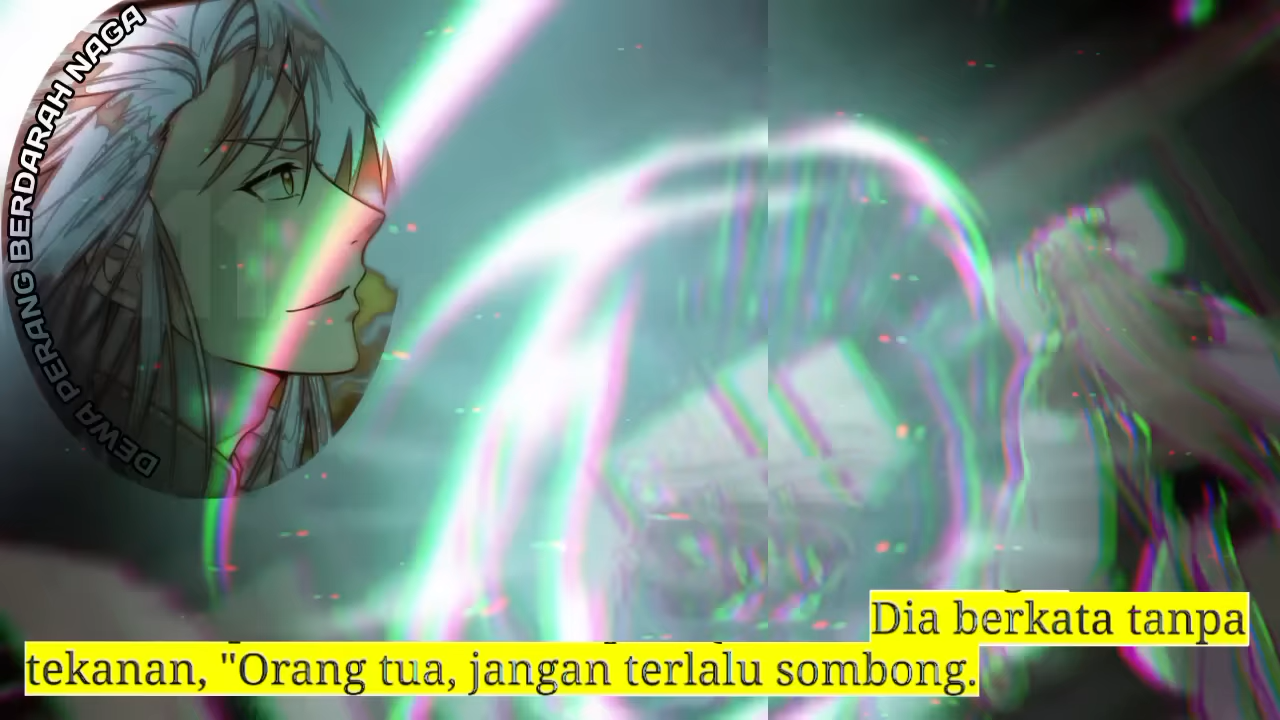 DEWA PERANG BERDARAH NAGA
Dia berkata tanpa
tekanan, "Orang tua, jangan terlalu sombong.